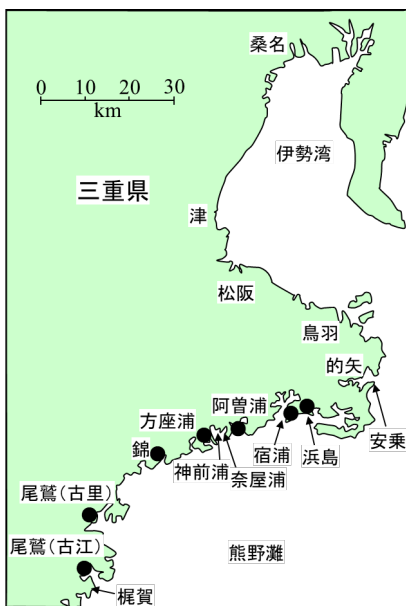 桑名
0 10 20 30
km
伊勢湾
三重県
津
松阪
鳥羽
的矢
阿曽浦
方座浦
安乗
錦
宿浦
浜島
神前浦
奈屋浦
尾鷲(古里)
尾鷲(古江)
熊野灘
梶賀